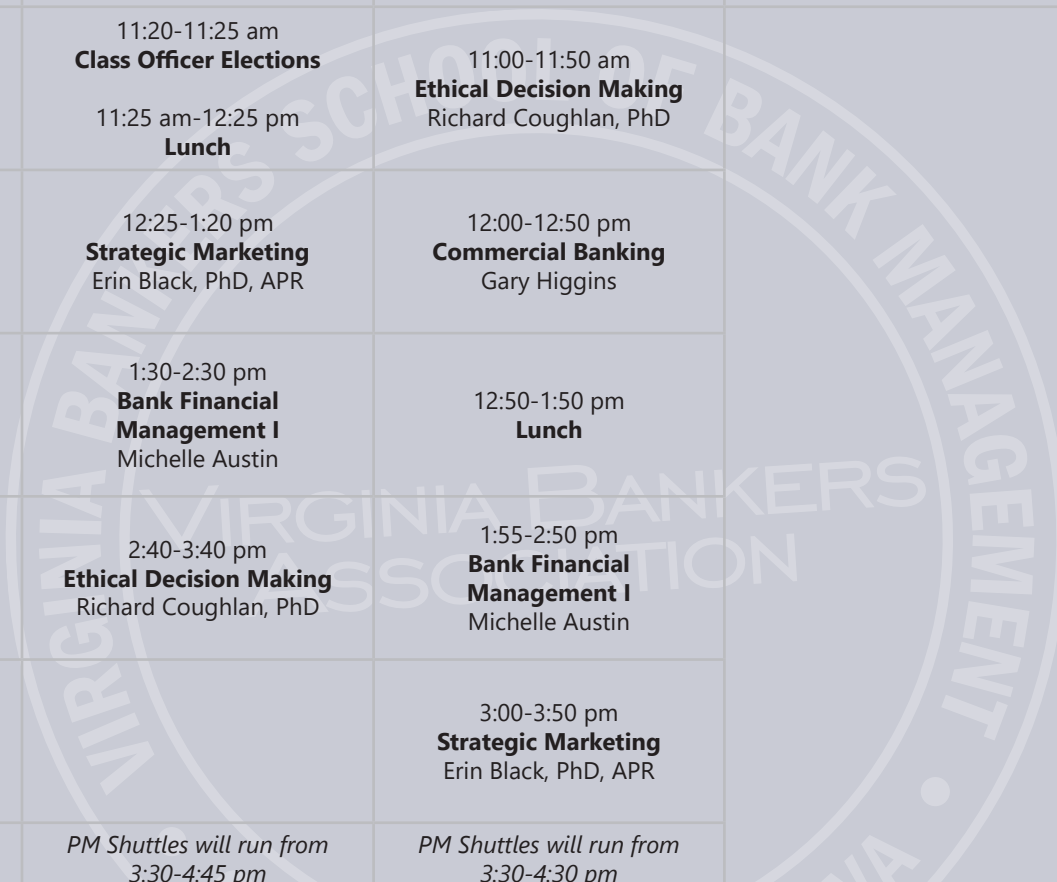 11:20-11:25 am
Class Officer Elections
11:25 am-12:25 pm
Lunch
11:00-11:50 am
Ethical Decision Making
Richard Coughlan, PhD
12:25-1:20 pm
Strategic Marketing
Erin Black, PhD, APR
12:00-12:50 pm
Commercial Banking
Gary Higgins
1:30-2:30 pm
Bank Financial
Management I
Michelle Austin
12:50-1:50 pm
Lunch
2:40-3:40 pm
Ethical Decision Making
Richard Coughlan, PhD
1:55-2:50 pm
Bank Financial
Management I
Michelle Austin
3:00-3:50 pm
Strategic Marketing
Erin Black, PhD, APR
PM Shuttles will run from
3:30-4:45 pm
PM Shuttles will run from
3:30-4:30 pm
VIRGINIA BANKERS SCHOOL OF BANK MANAGEMENT
VIRGINIA BANKERS
ASSOCIATION